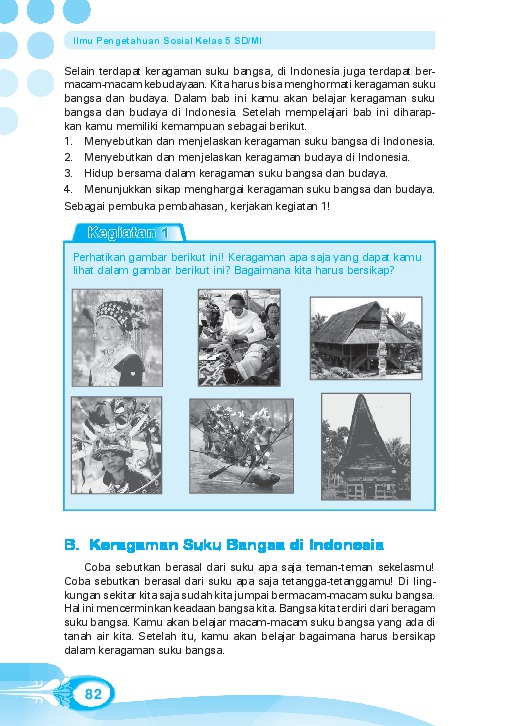 Ilmu Pengetahuan Sosial Kelas 5 SD/MI
Selain terdapat keragaman suku bangsa, di Indonesia juga terdapat ber-
macam-macam kebudayaan. Kita harus bisa menghormati keragaman suku
bangsa dan budaya. Dalam bab ini kamu akan belajar keragaman suku
bangsa dan budaya di Indonesia. Setelah mempelajari bab ini diharap-
kan kamu memiliki kemampuan sebagai berikut.
1. Menyebutkan dan menjelaskan keragaman suku bangsa di Indonesia.
2. Menyebutkan dan menjelaskan keragaman budaya di Indonesia.
3. Hidup bersama dalam keragaman suku bangsa dan budaya.
4. Menunjukkan sikap menghargai keragaman suku bangsa dan budaya.
Sebagai pembuka pembahasan, kerjakan kegiatan 1!
Kegiatan 1
Perhatikan gambar berikut ini! Keragaman apa saja yang dapat kamu
lihat dalam gambar berikut ini? Bagaimana kita harus bersikap?
B. Keragaman Suku Bangsa di Indonesia
Coba sebutkan berasal dari suku apa saja teman-teman sekelasmu!
Coba sebutkan berasal dari suku apa saja tetangga-tetanggamu! Di ling-
kungan sekitar kita saja sudah kita jumpai bermacam-macam suku bangsa.
Hal ini mencerminkan keadaan bangsa kita. Bangsa kita terdiri dari beragam
suku bangsa. Kamu akan belajar macam-macam suku bangsa yang ada di
tanah air kita. Setelah itu, kamu akan belajar bagaimana harus bersikap
dalam keragaman suku bangsa.
82